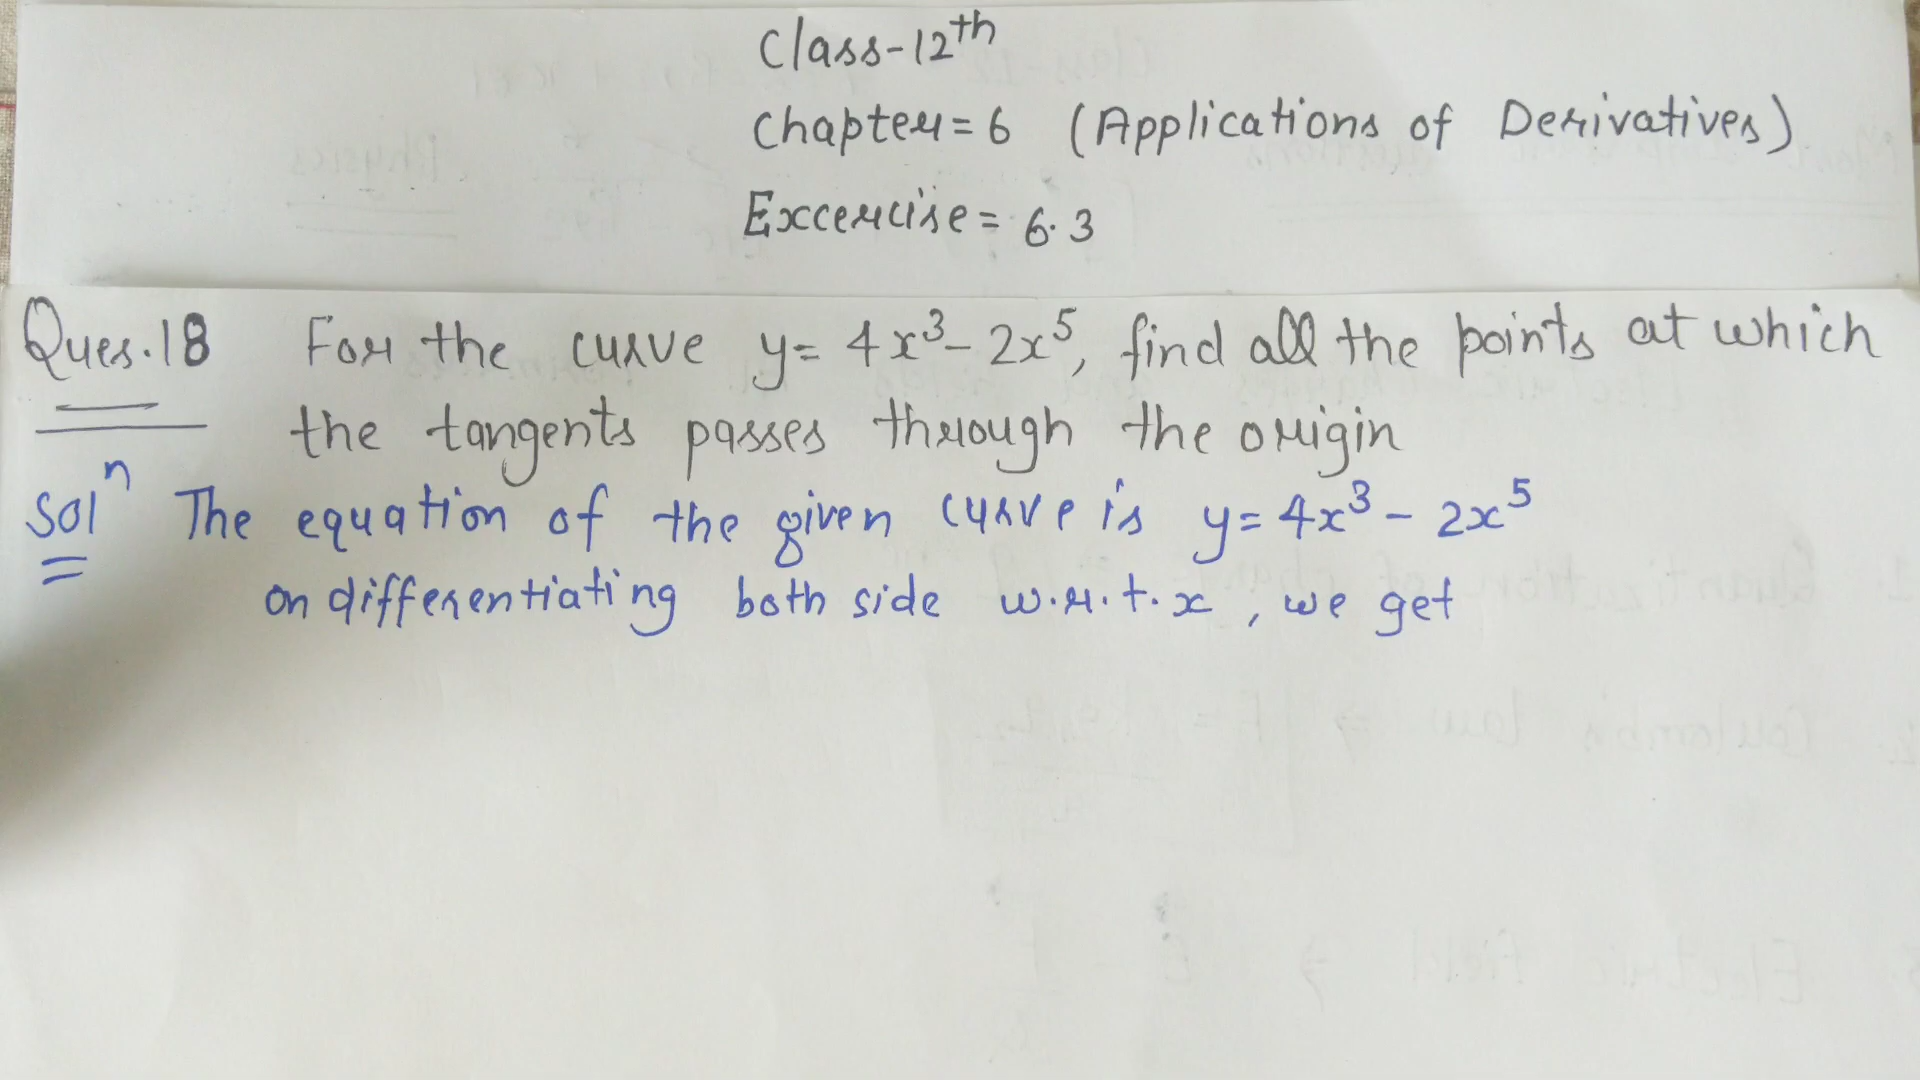 Class-12th
Chapter=6 (Applications of Derivatives)
Excercise= 6.3
Ques.18 For the curve y= 4x³- 2x⁵, find all the points at which
the tangents passes through the origin
Solⁿ The equation of the given curve is y= 4x³- 2x⁵
on differentiating both side w.r.t.x, we get